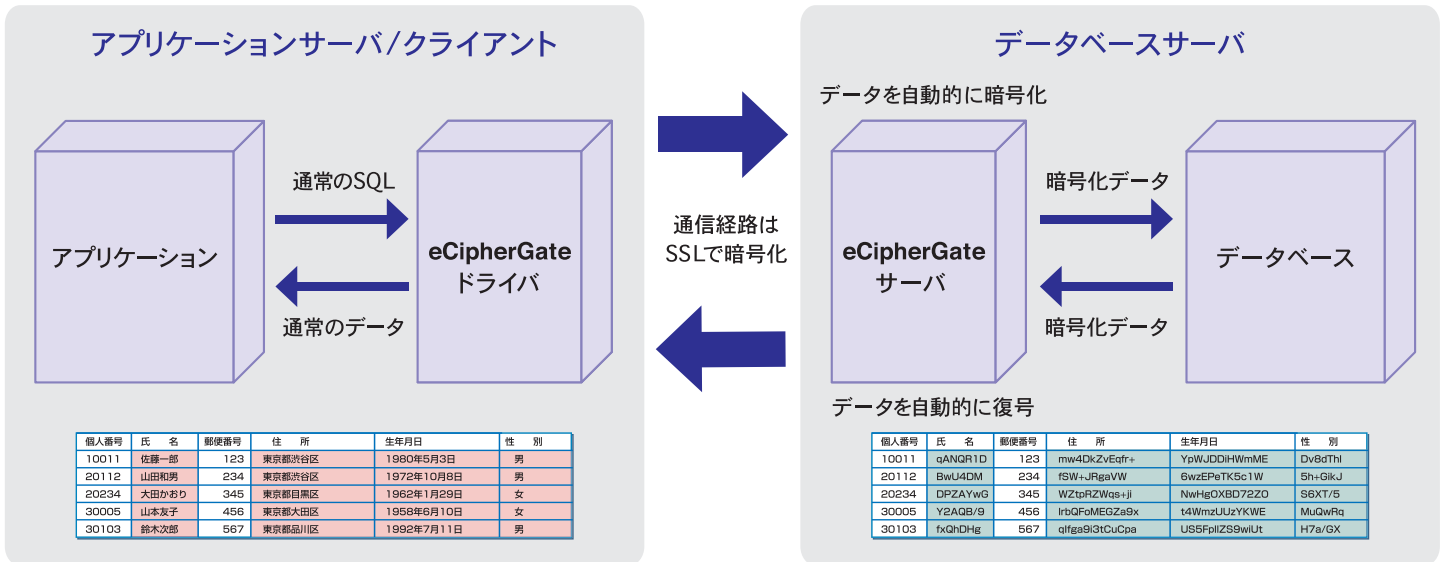 アプリケーションサーバ/クライアント
アプリケーション
通常のSQL
通常のデータ
eCipherGate
ドライバ
個人番号 氏 名 郵便番号 住 所 生年月日 性 別
10011 佐藤一郎 123 東京都渋谷区 1980年5月3日 男
20112 山田和男 234 東京都渋谷区 1972年10月8日 男
20234 大田かおり 345 東京都目黒区 1962年1月29日 女
30005 山本友子 456 東京都大田区 1958年6月10日 女
30103 鈴木次郎 567 東京都品川区 1992年7月11日 男
通信経路は
SSLで暗号化
データベースサーバ
データを自動的に暗号化
eCipherGate
サーバ
暗号化データ
暗号化データ
データベース
データを自動的に復号
個人番号 氏 名 郵便番号 住 所 生年月日 性 別
10011 qANQR1D 123 mw4DkZvEqfr+ YpWJDDiHWmME Dv8dThl
20112 BwU4DM 234 fSW+JRgaVW 6wzEPeTK5c1W 5h+GikJ
20234 DPZAYwG 345 WZtpRZWqs+ji NwHgOXBD72ZO S6XT/5
30005 Y2AQB/9 456 IrbQFoMEGZa9x t4WmzUUzYKWE MuQwRq
30103 fxQhDHg 567 qIfga9i3tCuCpa US5FpIlZS9wiUt H7a/GX